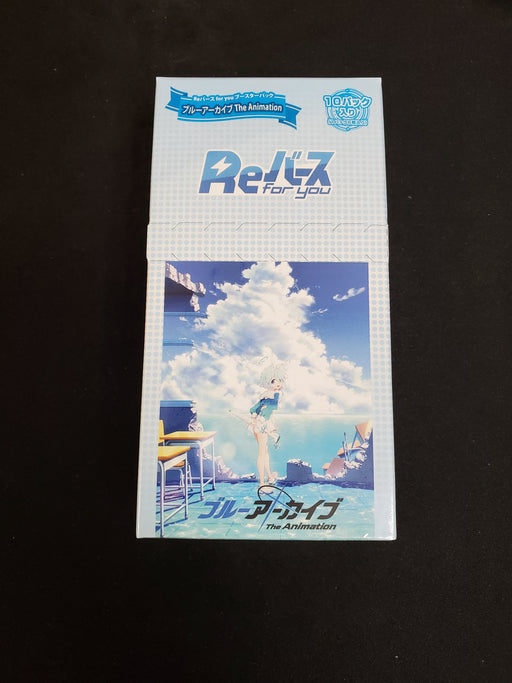 Reバース for you ブースターパック
ブルーアーカイブ The Animation
10パック
入り
Reバース
for you
ブルーアーカイブ
The Animation